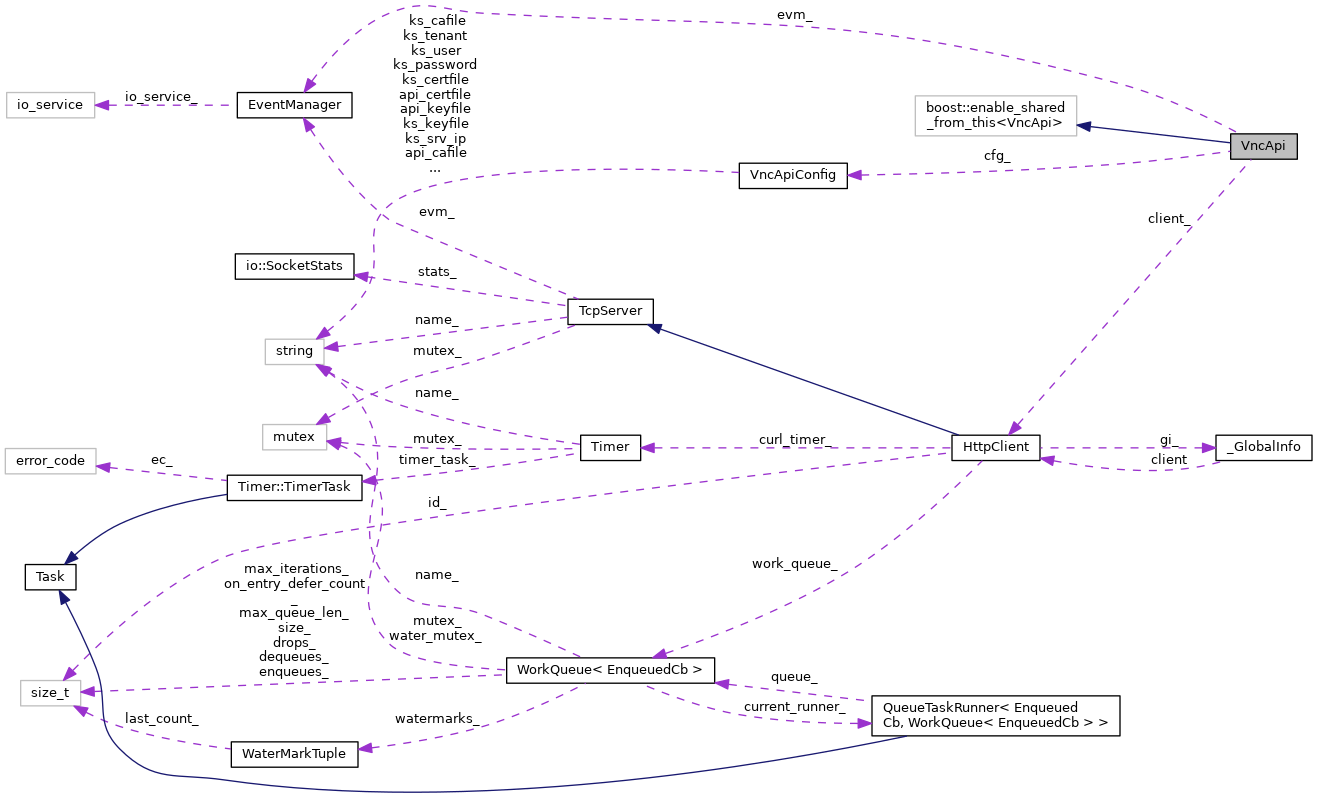 evm_
ks_cafile
ks_tenant
ks_user
ks_password
ks_certfile
api_certfile
api_keyfile
ks_keyfile
ks_srv_ip
api_cafile
...
io_service
io_service_
EventManager
boost::enable_shared
_from_this<VncApi>
VncApi
cfg_
VncApiConfig
client_
evm_
io::SocketStats
stats_
TcpServer
name_
string
mutex_
name_
mutex
mutex_
Timer
curl_timer_
HttpClient
gi_
_GlobalInfo
client
error_code
ec_
timer_task_
Timer::TimerTask
id_
Task
max_iterations_
on_entry_defer_count
_
max_queue_len_
size_
drops_
dequeues_
enqueues_
name_
work_queue_
mutex_
water_mutex_
WorkQueue< EnqueuedCb >
queue_
size_t
last_count_
watermarks_
current_runner_
QueueTaskRunner< Enqueued
Cb, WorkQueue< EnqueuedCb > >
WaterMarkTuple